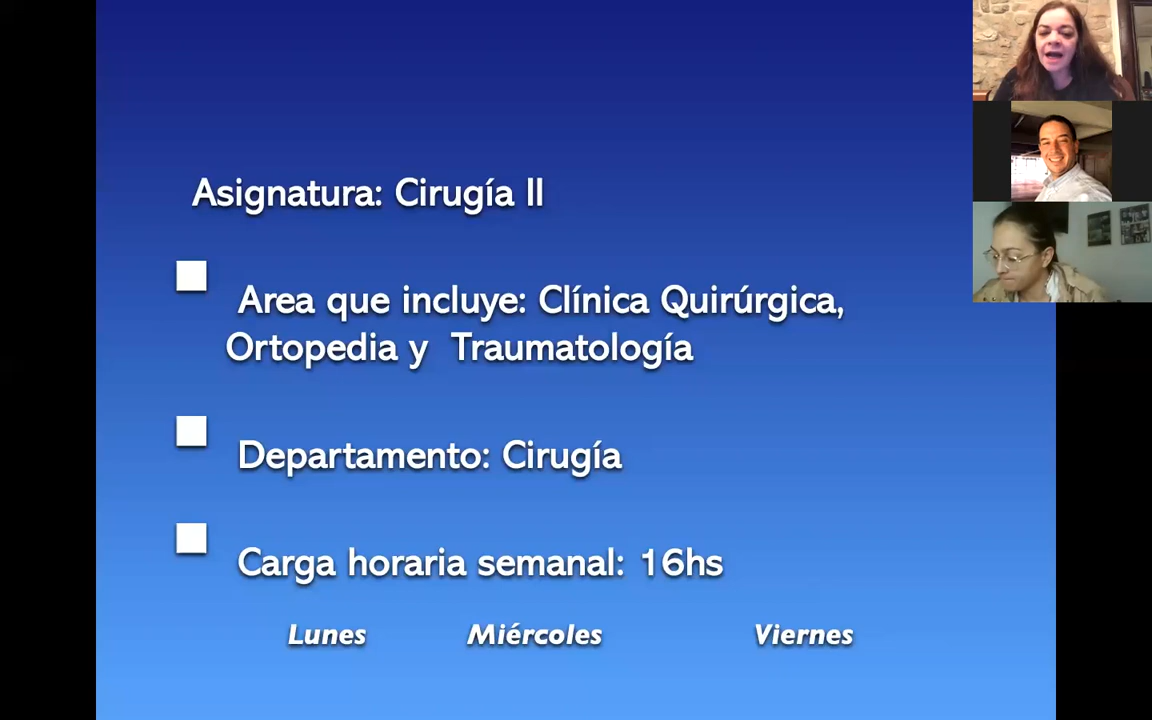 Asignatura: Cirugía II
Area que incluye: Clínica Quirúrgica,
Ortopedia y Traumatología
Departamento: Cirugía
Carga horaria semanal: 16hs
Lunes Miércoles Viernes